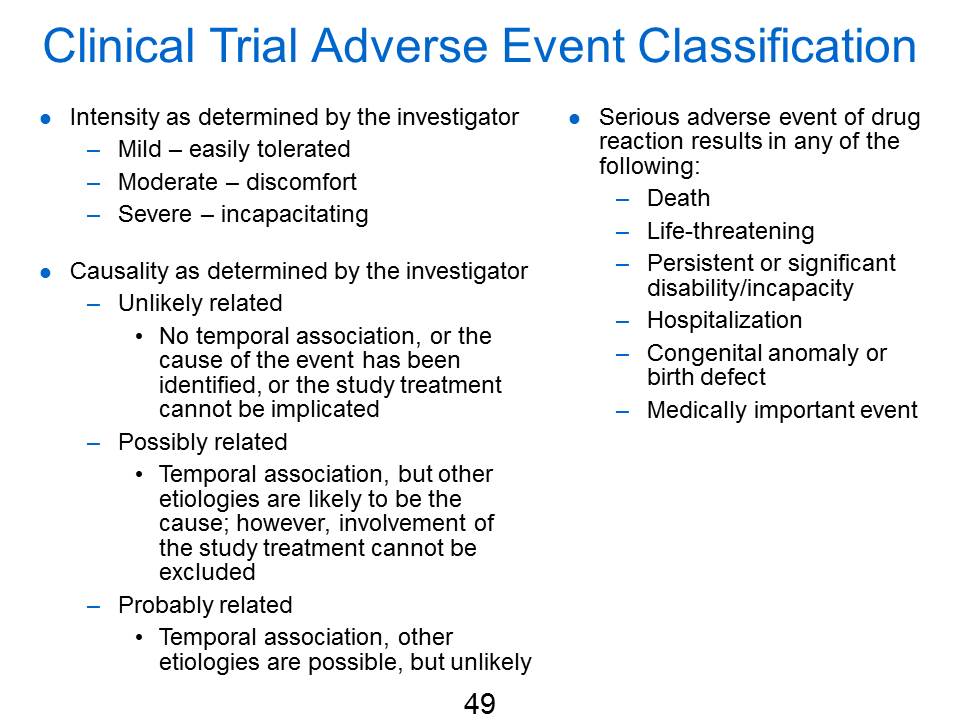 Clinical Trial Adverse Event Classification
● Intensity as determined by the investigator
– Mild – easily tolerated
– Moderate – discomfort
– Severe – incapacitating
● Causality as determined by the investigator
– Unlikely related
• No temporal association, or the
cause of the event has been
identified, or the study treatment
cannot be implicated
– Possibly related
• Temporal association, but other
etiologies are likely to be the
cause; however, involvement of
the study treatment cannot be
excluded
– Probably related
• Temporal association, other
etiologies are possible, but unlikely
● Serious adverse event of drug
reaction results in any of the
following:
– Death
– Life-threatening
– Persistent or significant
disability/incapacity
– Hospitalization
– Congenital anomaly or
birth defect
– Medically important event
49